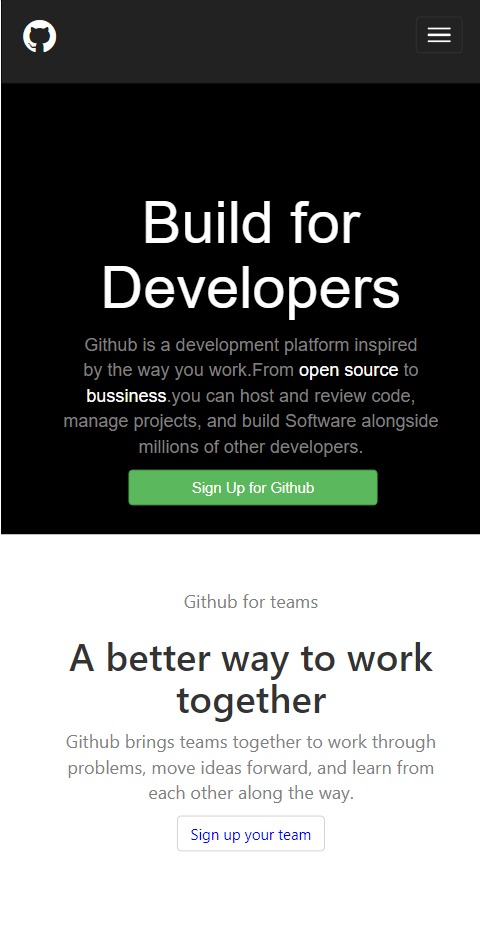 Build for
Developers
Github is a development platform inspired
by the way you work.From open source to
bussiness.you can host and review code,
manage projects, and build Software alongside
millions of other developers.
Sign Up for Github
Github for teams
A better way to work
together
Github brings teams together to work through
problems, move ideas forward, and learn from
each other along the way.
Sign up your team